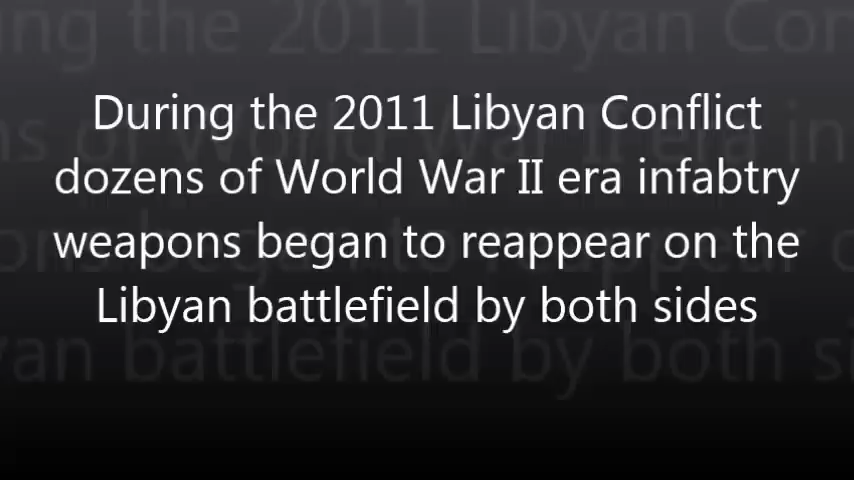 During the 2011 Libyan Conflict
dozens of World War II era infabtry
weapons began to reappear on the
Libyan battlefield by both sides